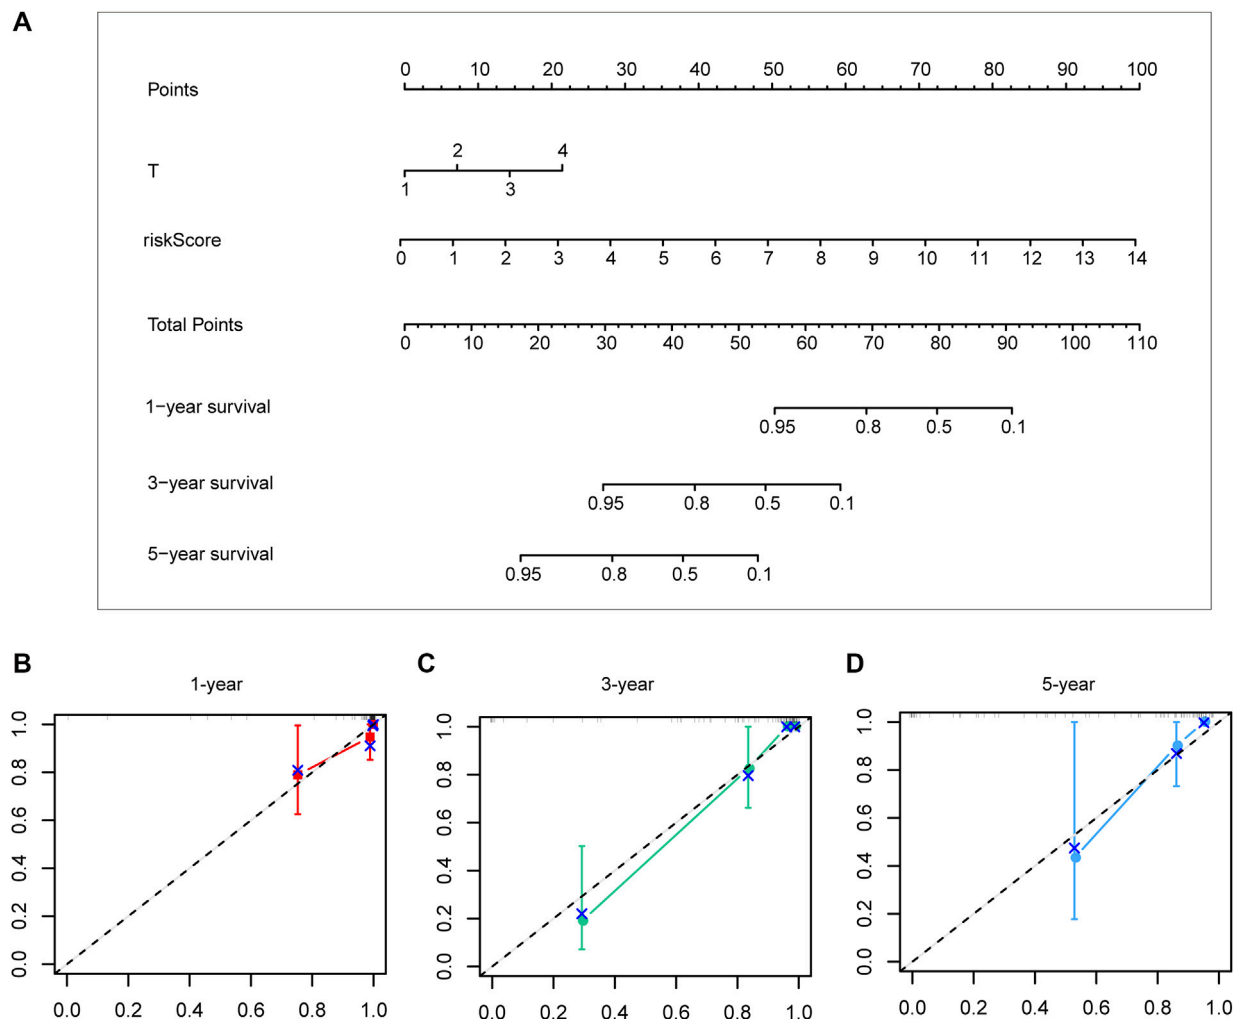 A
Points
0 10 20 30 40 50 60 70 80 90 100
T
2 4
1 3
riskScore
0 1 2 3 4 5 6 7 8 9 10 11 12 13 14
Total Points
0 10 20 30 40 50 60 70 80 90 100 110
1−year survival
0.95 0.8 0.5 0.1
3−year survival
0.95 0.8 0.5 0.1
5−year survival
0.95 0.8 0.5 0.1
B
1-year
1.0
0.8
0.6
0.4
0.2
0.0
0.0 0.2 0.4 0.6 0.8 1.0
C
3-year
1.0
0.8
0.6
0.4
0.2
0.0
0.0 0.2 0.4 0.6 0.8 1.0
D
5-year
1.0
0.8
0.6
0.4
0.2
0.0
0.0 0.2 0.4 0.6 0.8 1.0